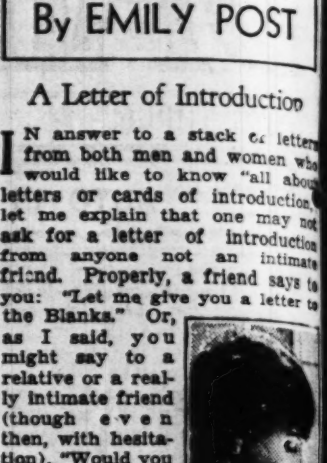 By EMILY POST
A Letter of Introduction
IN answer to a stack of letters
from both men and women who
would like to know "all about
letters or cards of introduction,
let me explain that one may not
ask for a letter of introduction
from anyone not an intimate
friend. Properly, a friend says to
you: "Let me give you a letter to
the Blanks." Or,
as I said, you
might say to a
relative or a real-
ly intimate friend
(though even
then, with hesita-
tion), "Would you